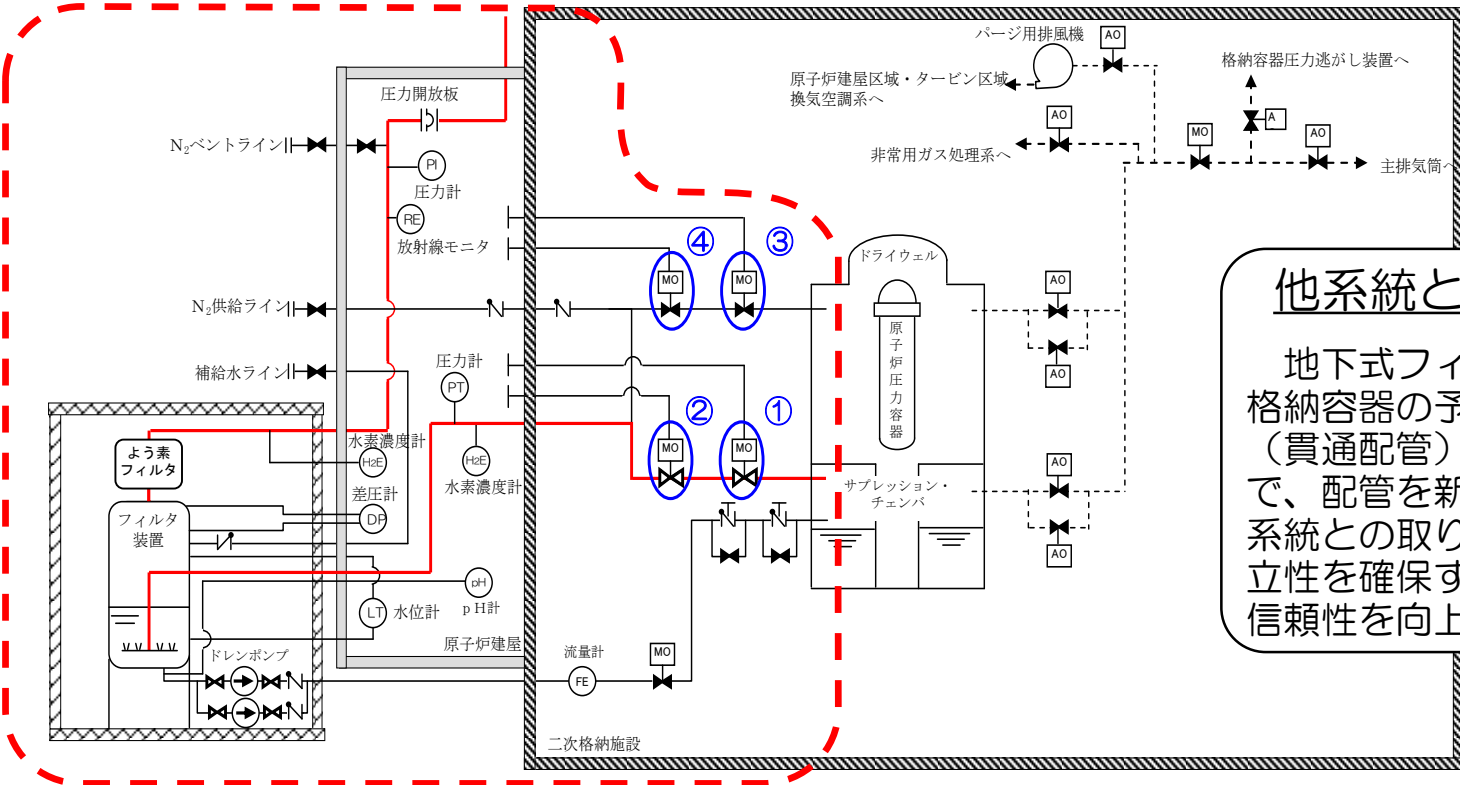 パージ用排風機
AO
原子炉建屋区域・タービン区域
換気空調系へ
格納容器圧力逃がし装置へ
AO
非常用ガス処理系へ
MO
A
AO
主排気筒へ
圧力開放板
N₂ベントライン
PI
圧力計
RE
放射線モニタ
④
③
MO
MO
N₂供給ライン
ドライウェル
原子炉圧力容器
AO
AO
補給水ライン
圧力計
PT
②
①
MO
MO
H2E
水素濃度計
よう素
フィルタ
水素濃度計
H2E
差圧計
DP
フィルタ
装置
サプレッション・
チェンバ
AO
AO
pH
pH計
LT
水位計
原子炉建屋
ドレンポンプ
流量計
FE
MO
二次格納施設
他系統と
地下式フィ
格納容器の予
（貫通配管）
で、配管を新
系統との取り
立性を確保す
信頼性を向上